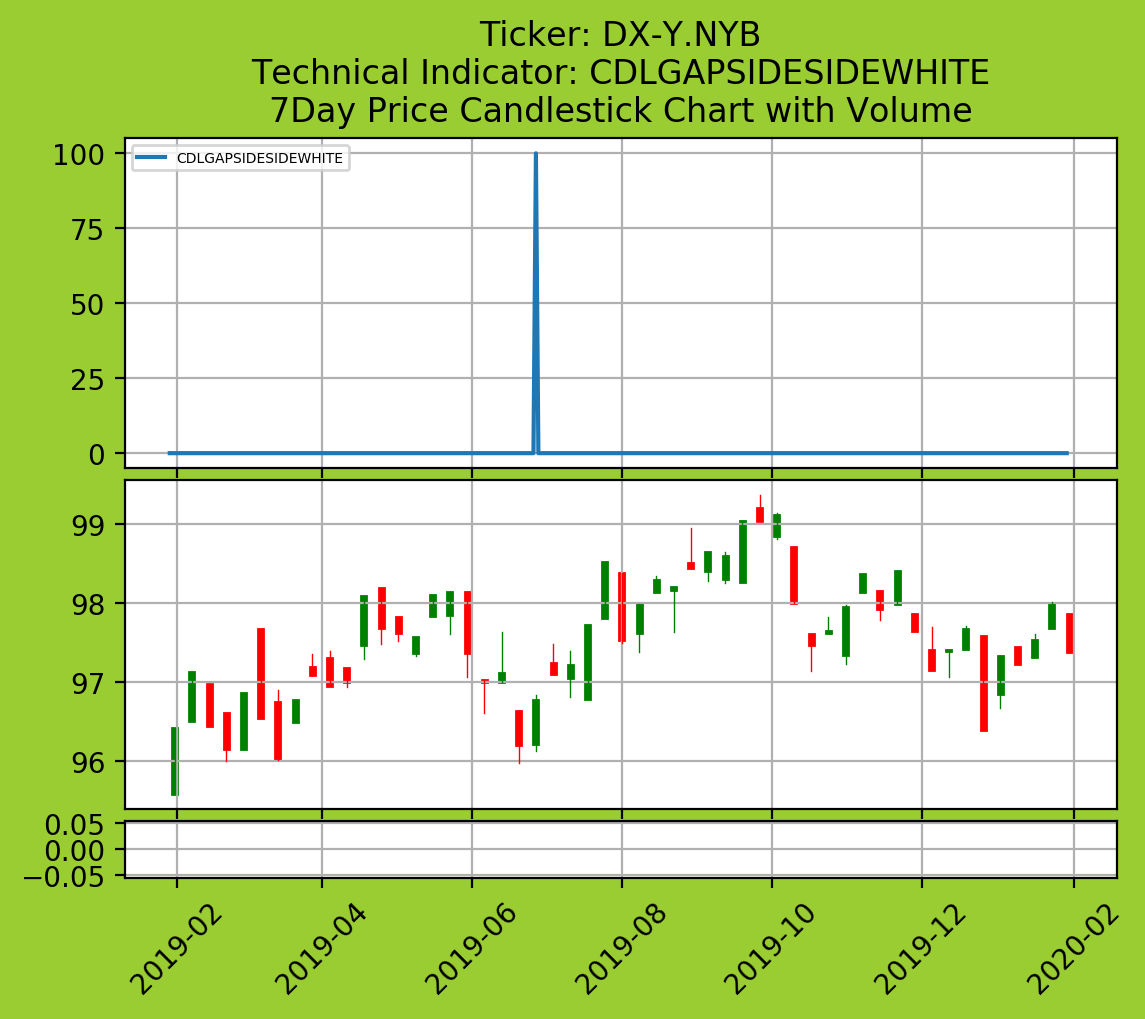 Ticker: DX-Y.NYB
Technical Indicator: CDLGAPSIDESIDEWHITE
7Day Price Candlestick Chart with Volume
100
CDLGAPSIDESIDEWHITE
75
50
25
0
99
98
97
96
0.05
0.00
−0.05
2019-02 2019-04 2019-06 2019-08 2019-10 2019-12 2020-02